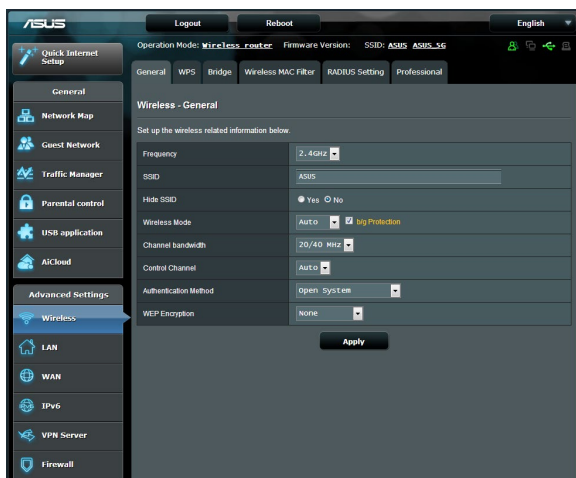 ASUS
Logout
Reboot
English
Quick Internet
Setup
Operation Mode: Wireless router Firmware Version: SSID: ASUS ASUS_5G
General WPS Bridge Wireless MAC Filter RADIUS Setting Professional
General
Network Map
Guest Network
Traffic Manager
Parental control
USB application
AiCloud
Advanced Settings
Wireless
LAN
WAN
IPv6
VPN Server
Firewall
Wireless - General
Set up the wireless related information below.
Frequency 2.4GHz
SSID ASUS
Hide SSID Yes No
Wireless Mode Auto b/g Protection
Channel bandwidth 20/40 MHz
Control Channel Auto
Authentication Method Open System
WEP Encryption None
Apply